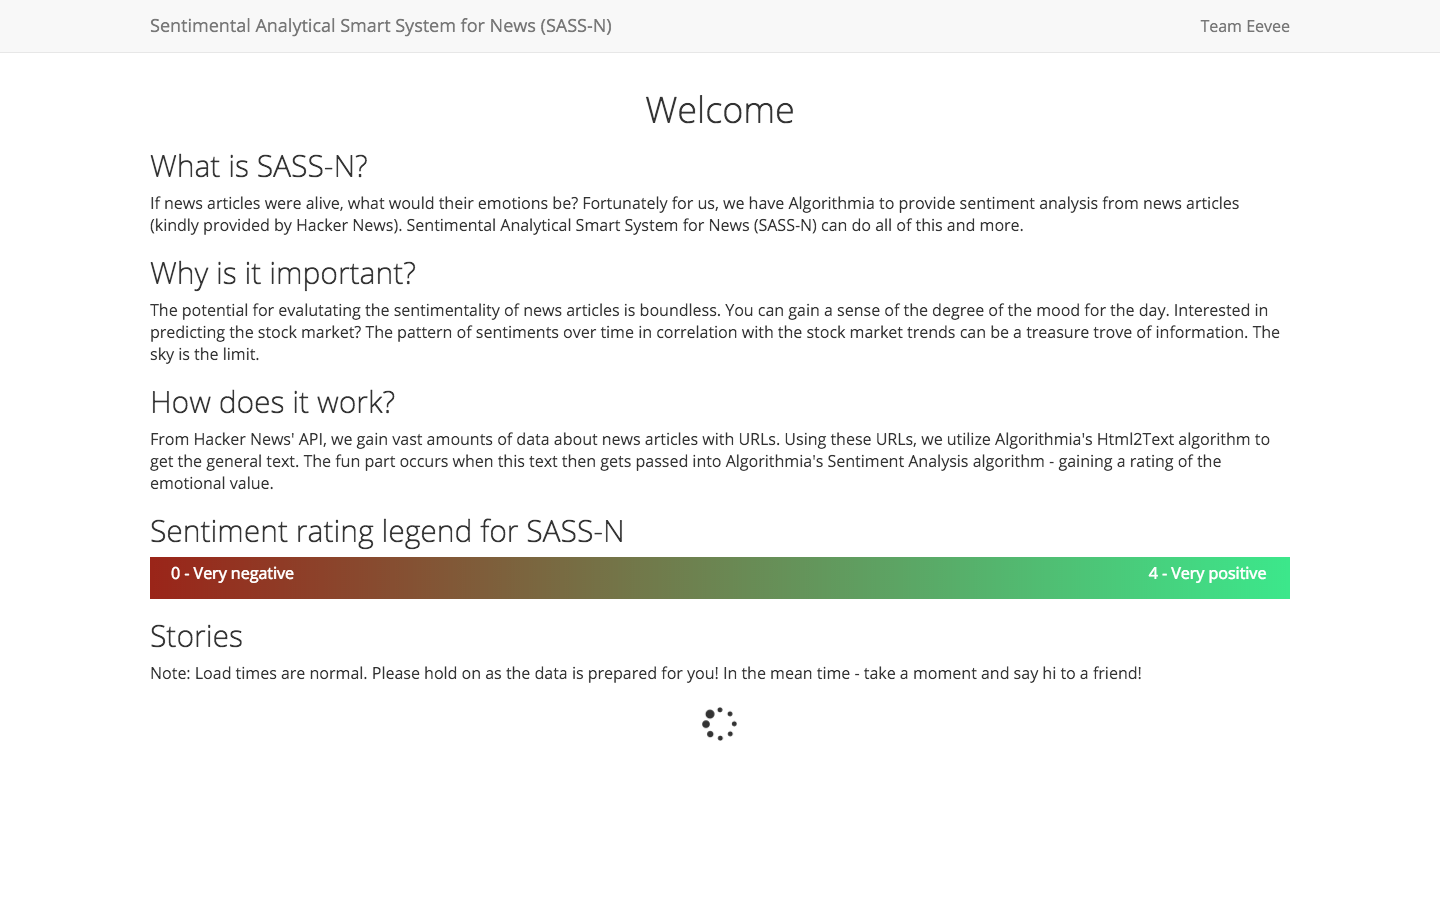 Sentimental Analytical Smart System for News (SASS-N)
Team Eevee
Welcome
What is SASS-N?
If news articles were alive, what would their emotions be? Fortunately for us, we have Algorithmia to provide sentiment analysis from news articles
(kindly provided by Hacker News). Sentimental Analytical Smart System for News (SASS-N) can do all of this and more.
Why is it important?
The potential for evalutating the sentimentality of news articles is boundless. You can gain a sense of the degree of the mood for the day. Interested in
predicting the stock market? The pattern of sentiments over time in correlation with the stock market trends can be a treasure trove of information. The
sky is the limit.
How does it work?
From Hacker News' API, we gain vast amounts of data about news articles with URLs. Using these URLs, we utilize Algorithmia's Html2Text algorithm to
get the general text. The fun part occurs when this text then gets passed into Algorithmia's Sentiment Analysis algorithm - gaining a rating of the
emotional value.
Sentiment rating legend for SASS-N
0 - Very negative
4 - Very positive
Stories
Note: Load times are normal. Please hold on as the data is prepared for you! In the mean time - take a moment and say hi to a friend!